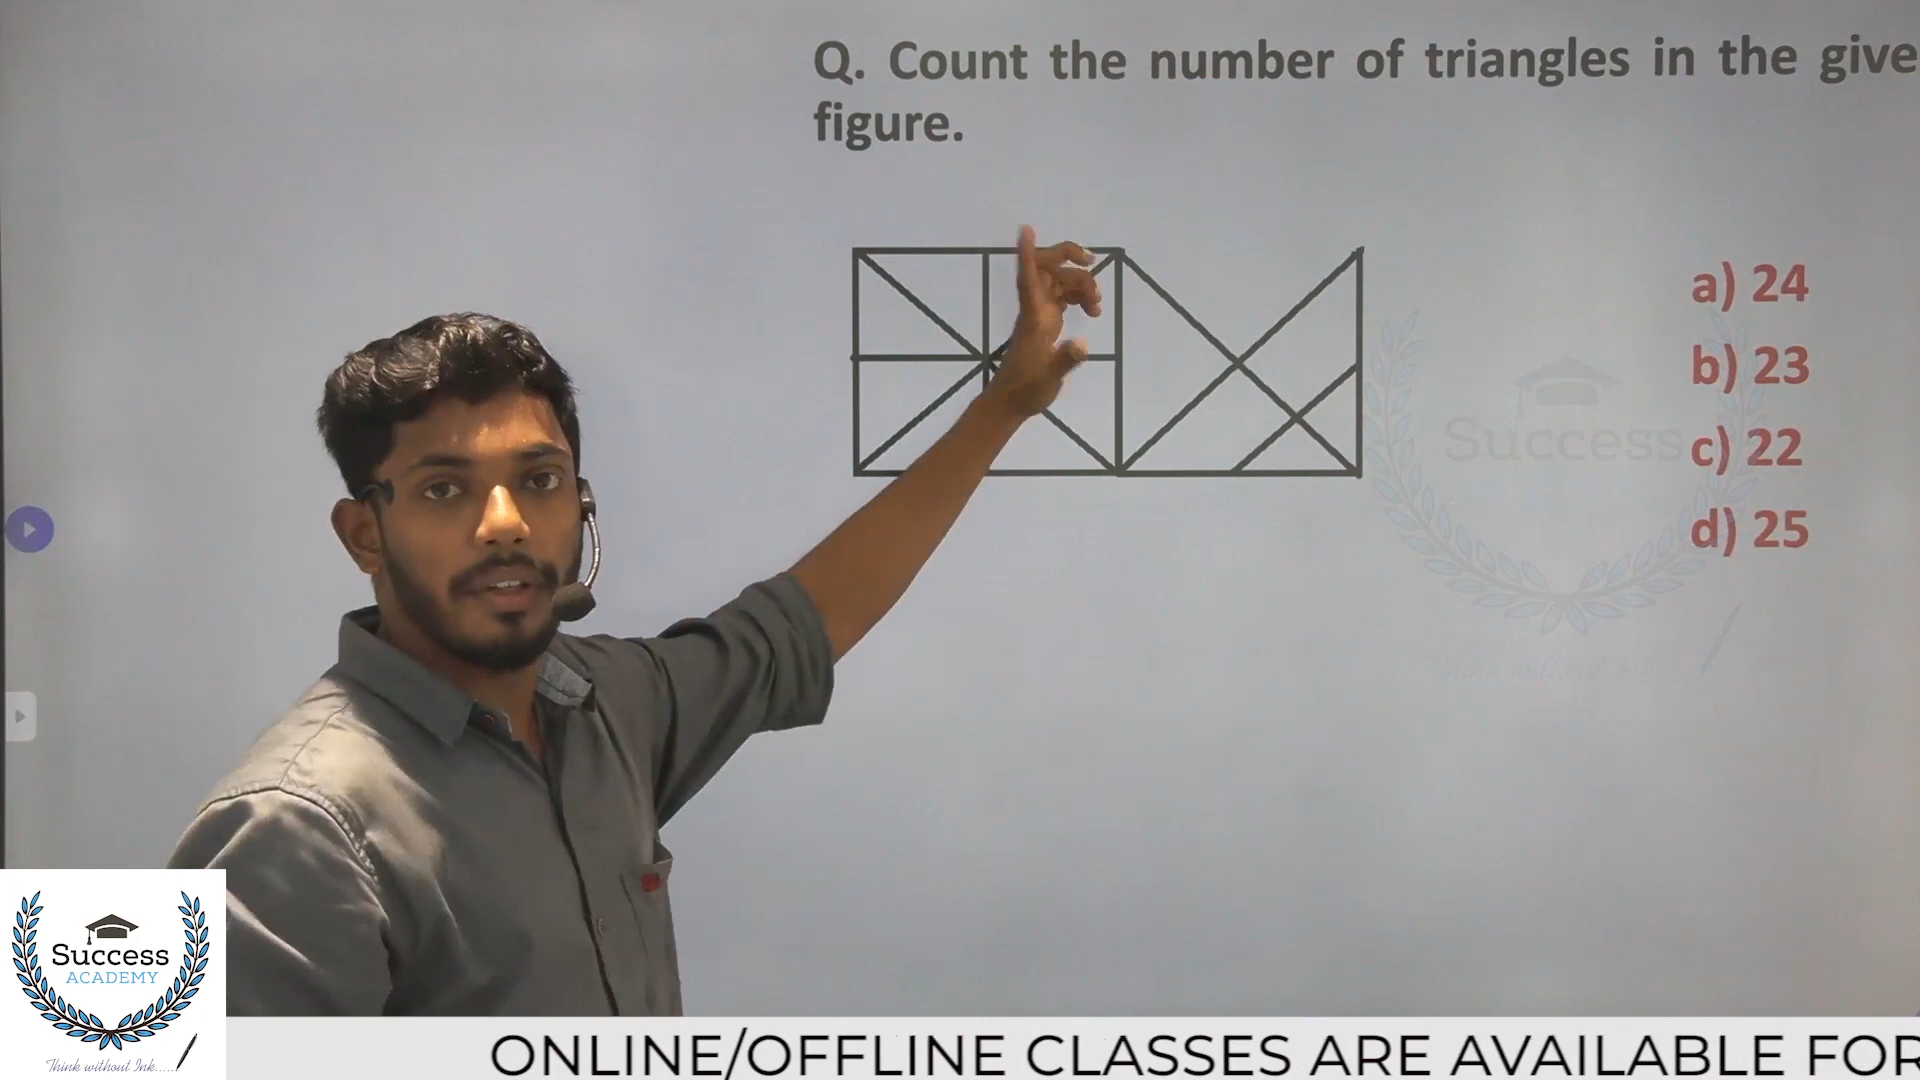 Q. Count the number of triangles in the give
figure.
a) 24
b) 23
c) 22
d) 25
Success
Success
ACADEMY
Think without Ink.....
ONLINE/OFFLINE CLASSES ARE AVAILABLE FOR